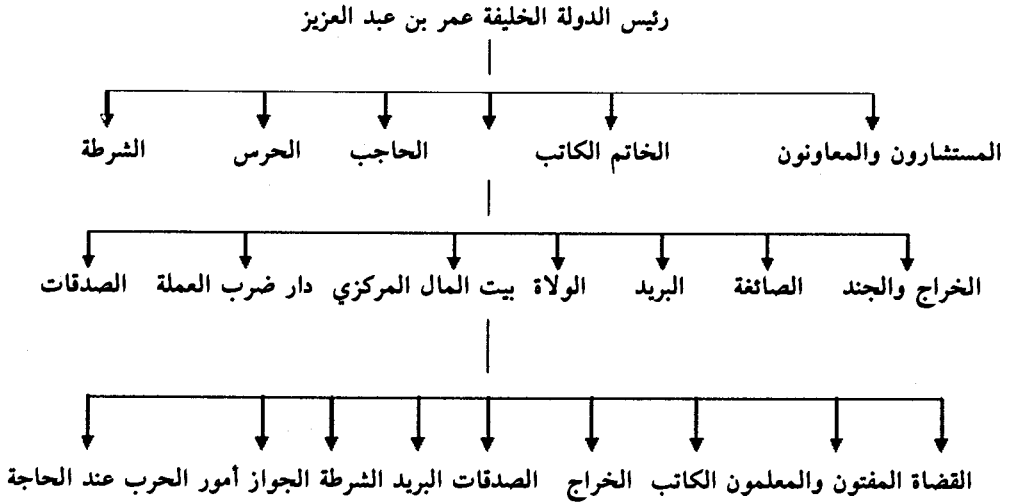 رئيس الدولة الخليفة عمر بن عبد العزيز
المستشارون والمعاونون الخاتم الكاتب الحاجب الحرس الشرطة
الخراج والجند الصائفة البريد الولاة بيت المال المركزي دار ضرب العملة الصدقات
القضاة المفتون والمعلمون الكاتب الخراج الصدقات البريد الشرطة الجواز أمور الحرب عند الحاجة